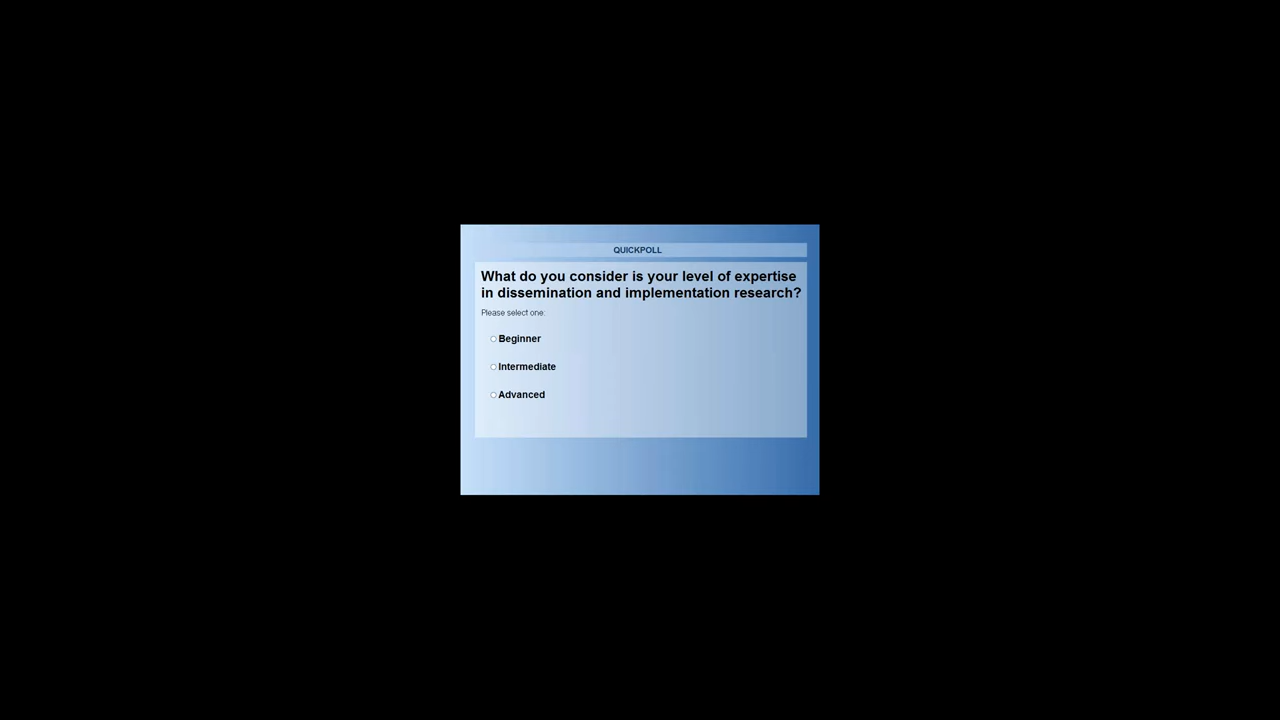 QUICKPOLL
What do you consider is your level of expertise
in dissemination and implementation research?
Please select one:
Beginner
Intermediate
Advanced